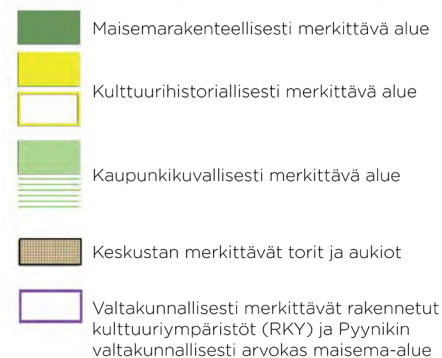 Maisemarakenteellisesti merkittävä alue
Kulttuurihistoriallisesti merkittävä alue
Kaupunkikuvallisesti merkittävä alue
Keskustan merkittävät torit ja aukiot
Valtakunnallisesti merkittävät rakennetut
kulttuuriympäristöt (RKY) ja Pyynikin
valtakunnallisesti arvokas maisema-alue